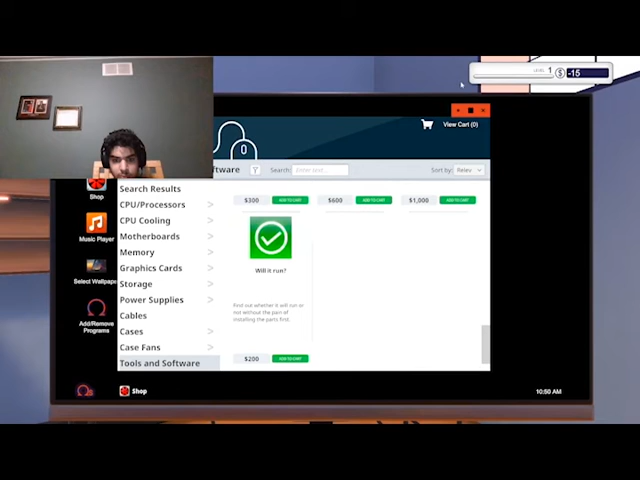 LEVEL 1 $ -15
View Cart (0)
ftware Search: Enter text... Sort by: Relev
Shop
Music Player
Select Wallpape
Add/Remove
Programs
Search Results
CPU/Processors >
CPU Cooling >
Motherboards >
Memory >
Graphics Cards >
Storage >
Power Supplies >
Cables
Cases >
Case Fans >
Tools and Software
$300 ADD TO CART $600 ADD TO CART $1,000 ADD TO CART
Will it run?
Find out whether it will run or
not without the pain of
installing the parts first.
$200 ADD TO CART
Shop
10:50 AM